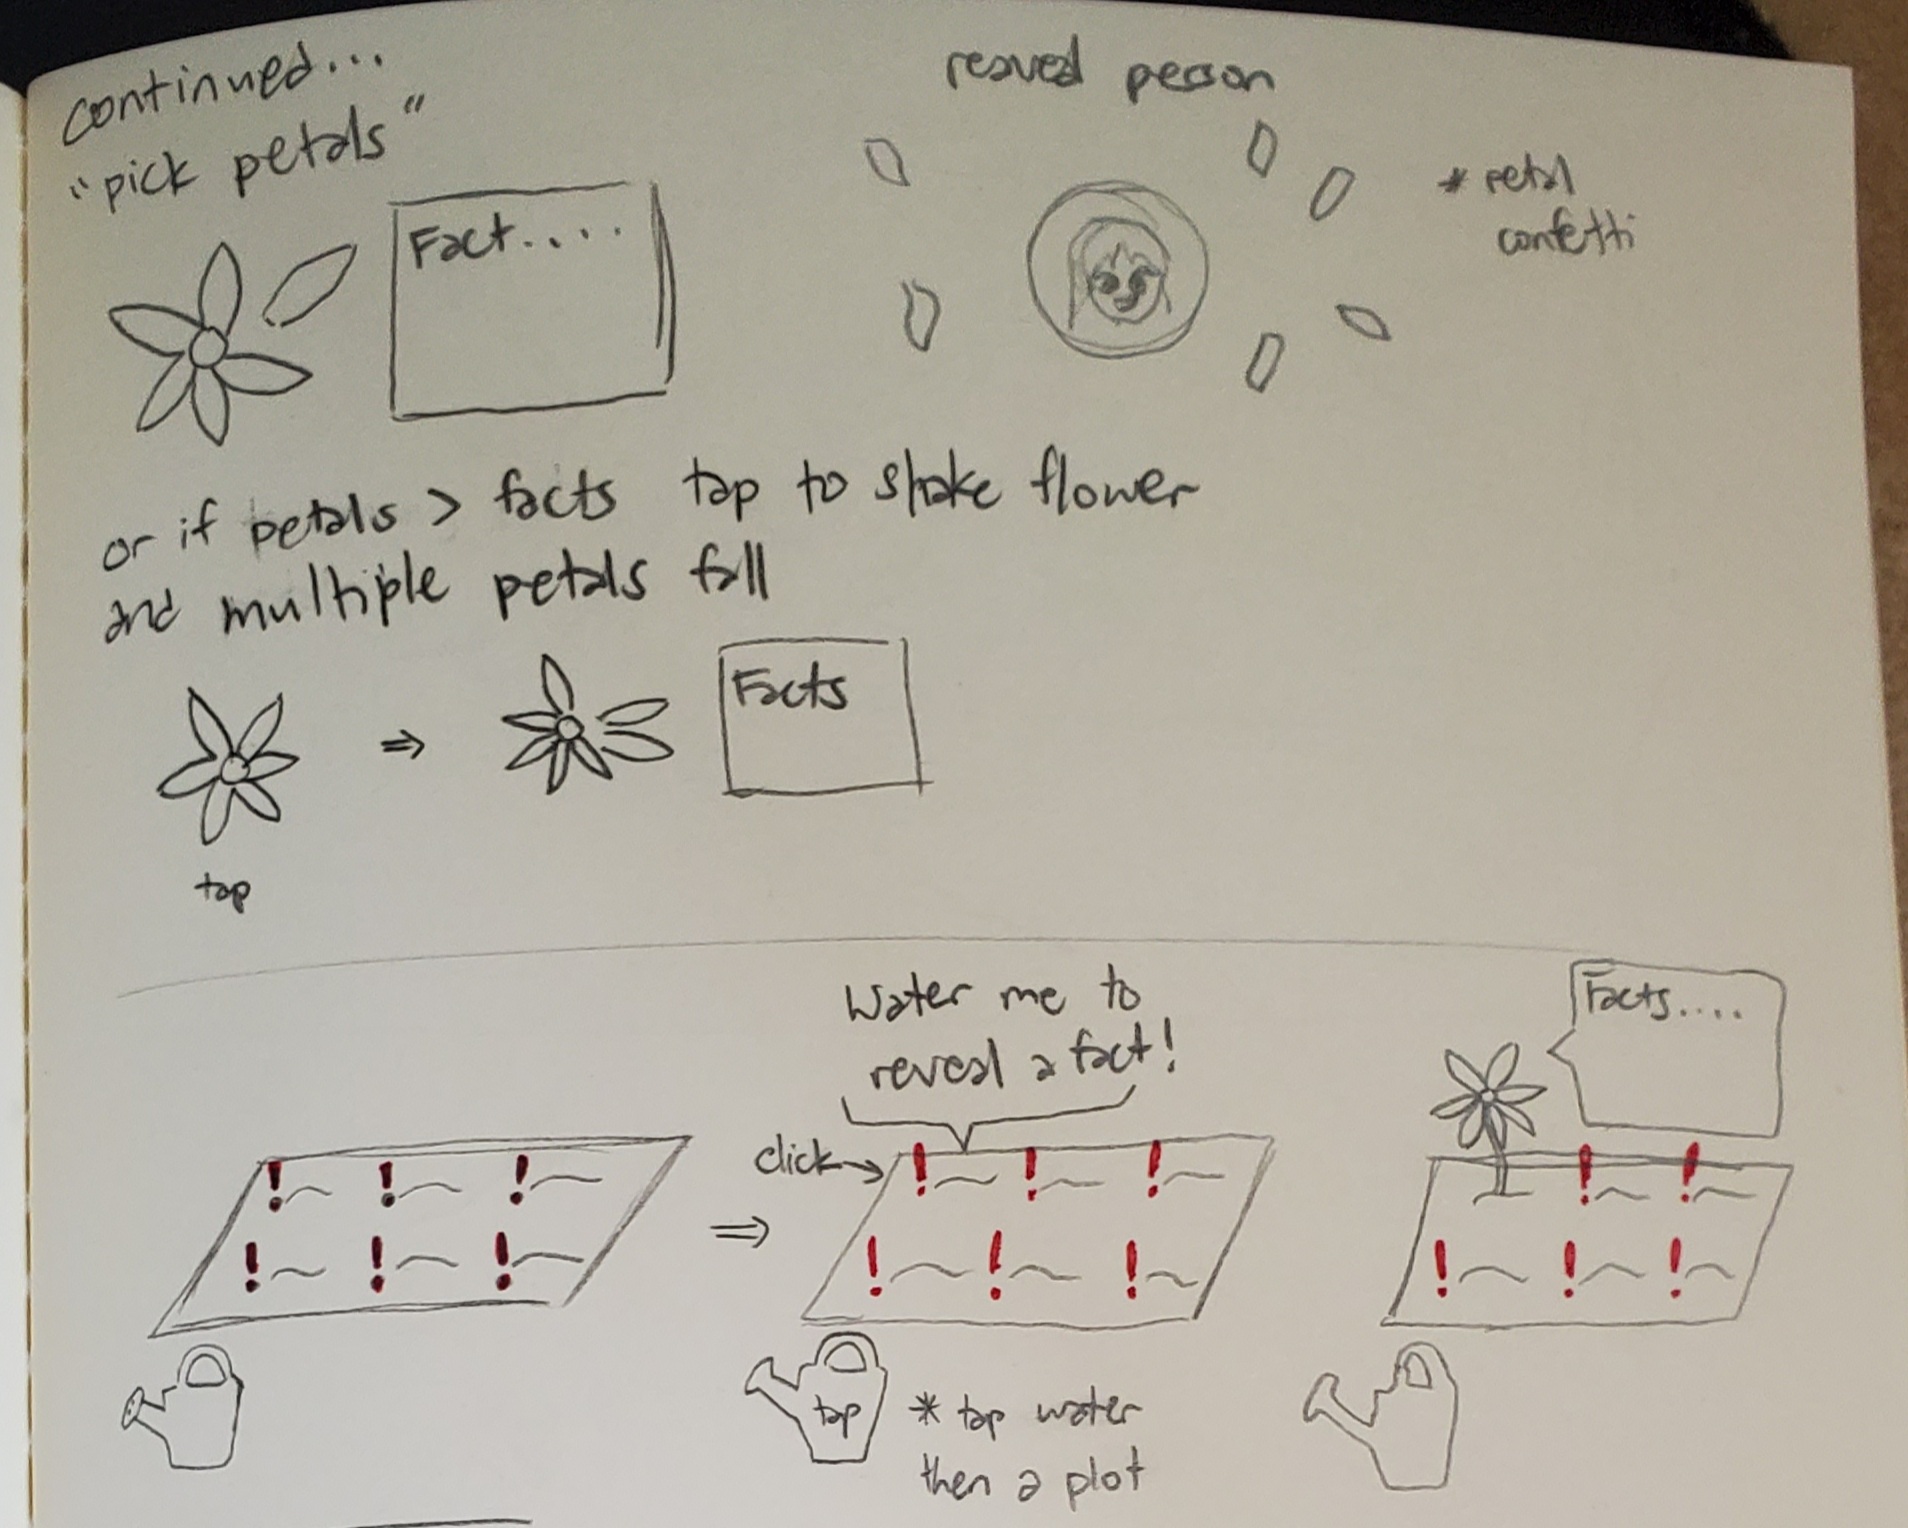 continued...
"pick petals"
Fact....
reaveal person
* petal
confetti
or if petals > facts tap to shake flower
and multiple petals fall
Facts
tap
Water me to
reveal a fact!
click
Facts....
! ! !
! ! !
! ! !
! ! !
! !
! ! !
tap
* tap water
then a plot